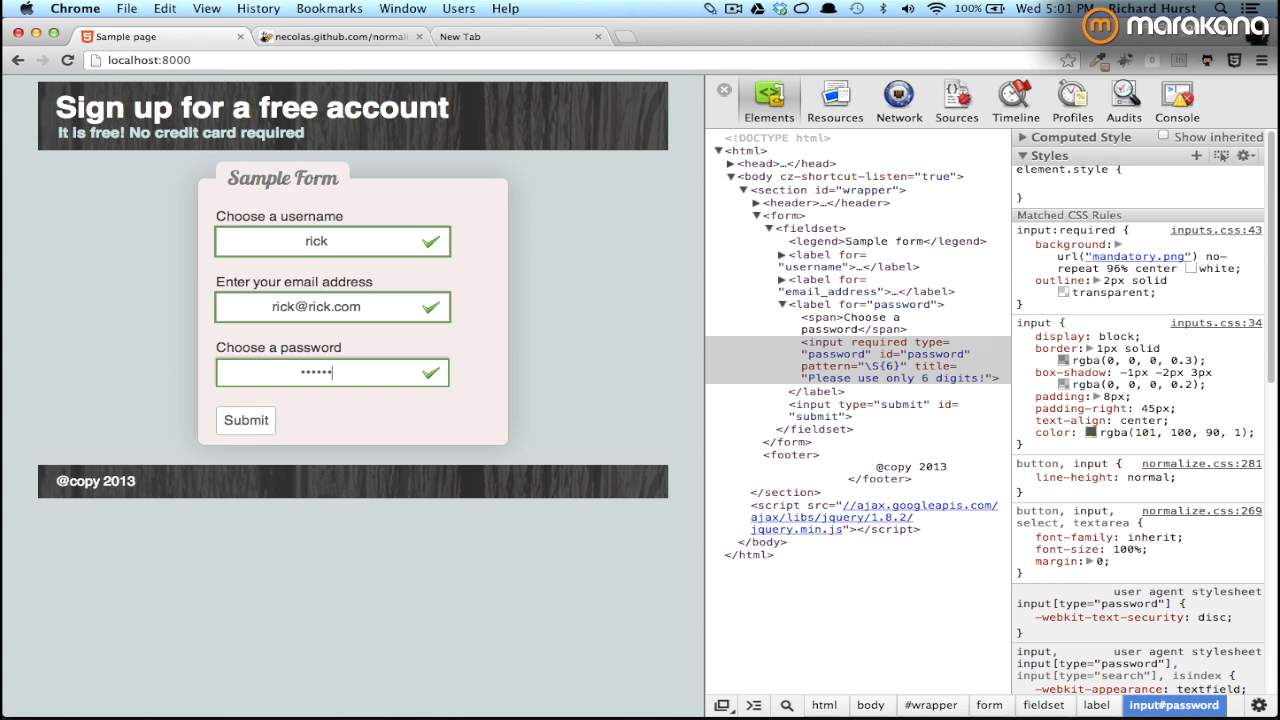 Chrome File Edit View History Bookmarks Window Users Help 100% Wed 5:01 PM Richard Hurst
marakana
Sample page necolas.github.com/normali New Tab
localhost:8000
Sign up for a free account
It is free! No credit card required
Sample Form
Choose a username
rick
Enter your email address
rick@rick.com
Choose a password
••••••
Submit
@copy 2013
Elements Resources Network Sources Timeline Profiles Audits Console
<!DOCTYPE html>
<html>
<head>…</head>
<body cz-shortcut-listen="true">
<section id="wrapper">
<header>…</header>
<form>
<fieldset>
<legend>Sample form</legend>
<label for=
"username">…</label>
<label for=
"email_address">…</label>
<label for="password">
<span>Choose a
password</span>
<input required type=
"password" id="password"
pattern="\S{6}" title=
"Please use only 6 digits!">
</label>
<input type="submit" id=
"submit">
</fieldset>
</form>
<footer>
@copy 2013
</footer>
</section>
<script src="//ajax.googleapis.com/
ajax/libs/jquery/1.8.2/
jquery.min.js"></script>
</body>
</html>
Computed Style Show inherited
Styles
element.style {
}
Matched CSS Rules
input:required { inputs.css:43
background:
url("mandatory.png") no-
repeat 96% center white;
outline: 2px solid
transparent;
}
input { inputs.css:34
display: block;
border: 1px solid
rgba(0, 0, 0, 0.3);
box-shadow: -1px -2px 3px
rgba(0, 0, 0, 0.2);
padding: 8px;
padding-right: 45px;
text-align: center;
color: rgba(101, 100, 90, 1);
}
button, input { normalize.css:281
line-height: normal;
}
button, input, normalize.css:269
select, textarea {
font-family: inherit;
font-size: 100%;
margin: 0;
}
user agent stylesheet
input[type="password"] {
-webkit-text-security: disc;
}
input, user agent stylesheet
input[type="password"],
input[type="search"], isindex {
-webkit-appearance: textfield;
html body #wrapper form fieldset label input#password